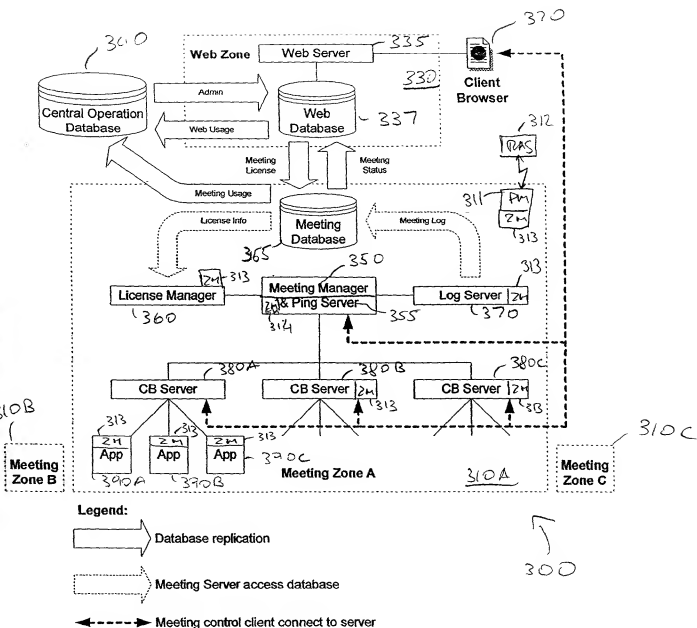 300
335
320
Web Zone
Web Server
330
Client
Browser
Central Operation
Database
Admin
Web
Database
337
Web Usage
312
RAS
Meeting
License
Meeting
Status
311
PM
ZM
313
Meeting Usage
License Info
Meeting
Database
Meeting Log
365
350
ZM
313
License Manager
360
Meeting Manager
& Ping Server
355
ZM
314
Log Server
ZM
313
370
380A
380B
380C
CB Server
CB Server
ZM
313
CB Server
ZM
313
310B
Meeting
Zone B
313
ZM
App
390A
313
ZM
App
390B
313
ZM
App
390C
Meeting Zone A
310A
310C
Meeting
Zone C
Legend:
Database replication
300
Meeting Server access database
Meeting control client connect to server